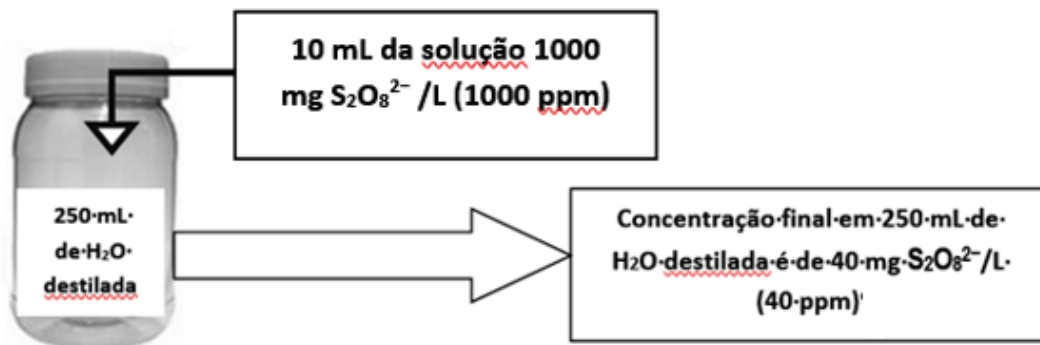 10 mL da solução 1000
mg S₂O₈²⁻ /L (1000 ppm)
250·mL·
de·H₂O·
destilada
Concentração·final·em·250·mL·de·
H₂O·destilada·é·de·40·mg·S₂O₈²⁻/L·
(40·ppm)'